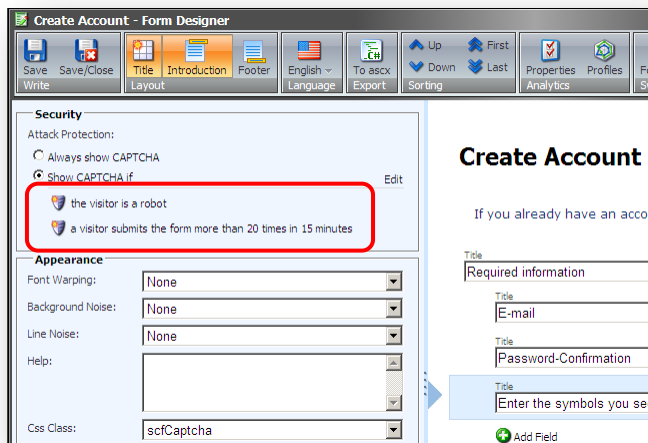 Create Account - Form Designer
Save Save/Close Title Introduction Footer English To ascx Up First Down Last Properties Profiles
Write Layout Language Export Sorting Analytics
Security
Attack Protection:
Always show CAPTCHA
Show CAPTCHA if
Edit
the visitor is a robot
a visitor submits the form more than 20 times in 15 minutes
Appearance
Font Warping: None
Background Noise: None
Line Noise: None
Help:
Css Class: scfCaptcha
Create Account
If you already have an acco
Title
Required information
Title
E-mail
Title
Password-Confirmation
Title
Enter the symbols you se
Add Field